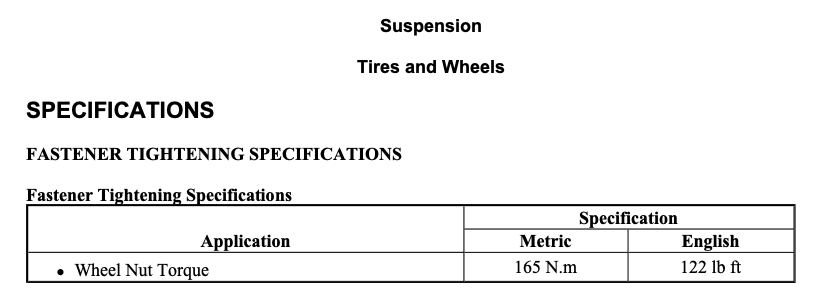 Suspension
Tires and Wheels
SPECIFICATIONS
FASTENER TIGHTENING SPECIFICATIONS
Fastener Tightening Specifications
Specification
Application Metric English
• Wheel Nut Torque 165 N.m 122 lb ft